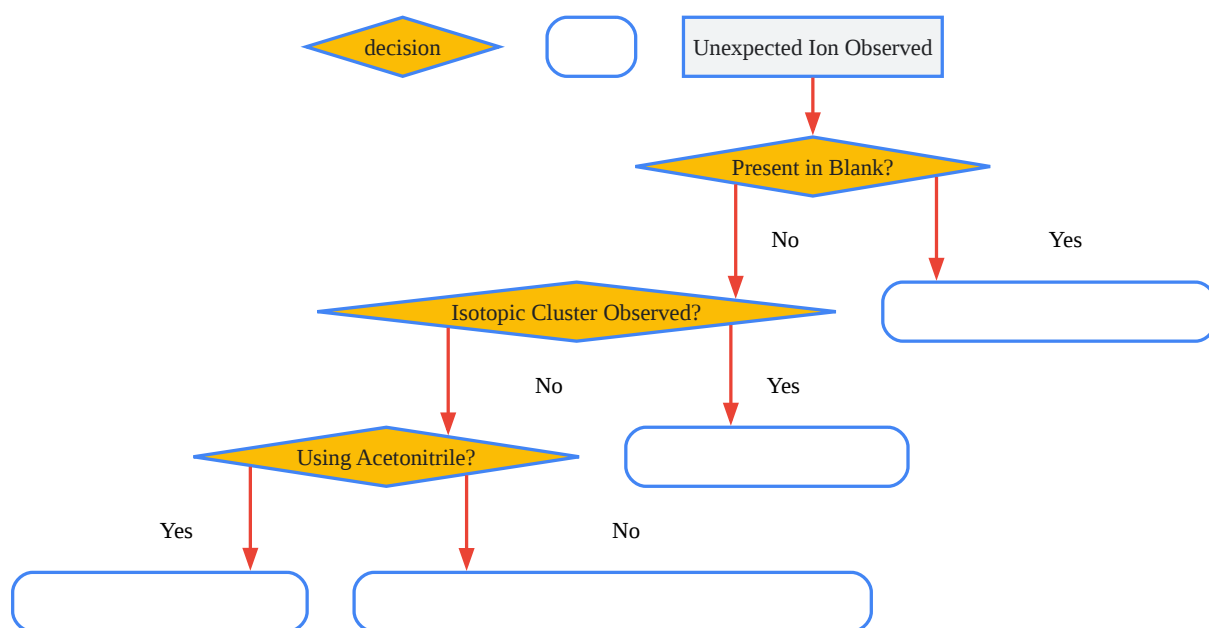 decision
Unexpected Ion Observed
Present in Blank?
No
Yes
Isotopic Cluster Observed?
No
Yes
Using Acetonitrile?
Yes
No